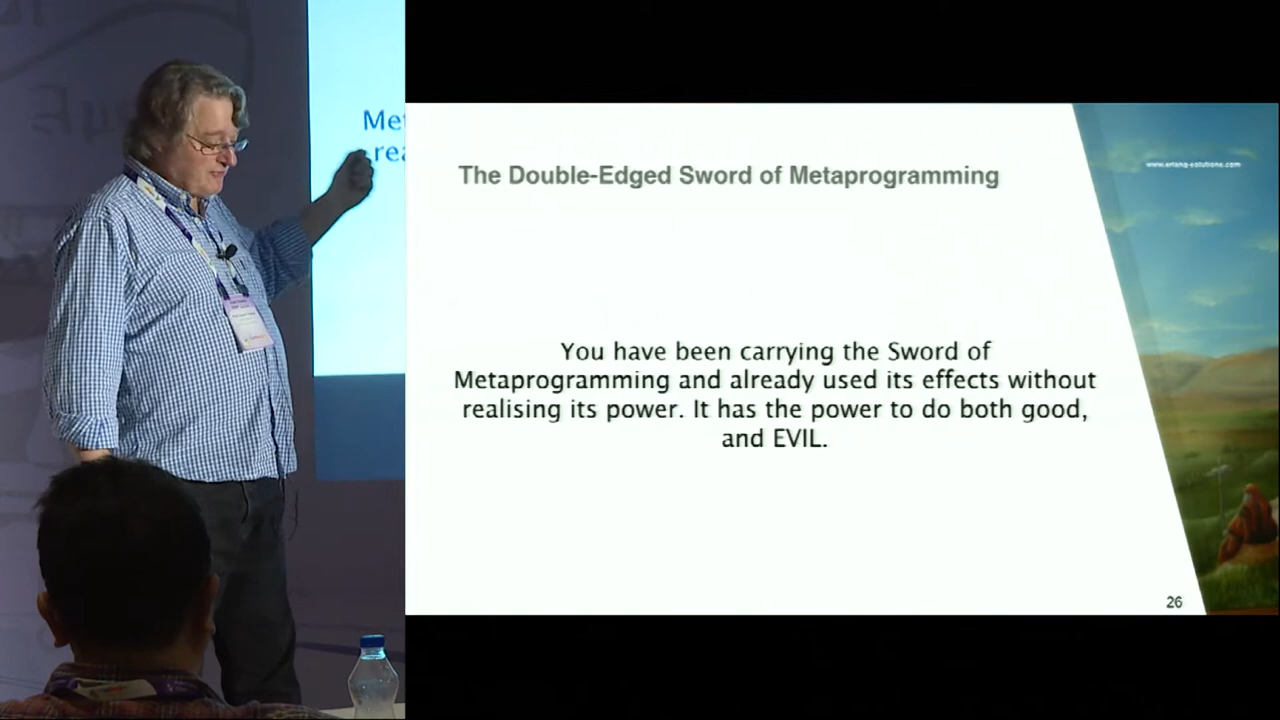 Met
rea
The Double-Edged Sword of Metaprogramming
www.erlang-solutions.com
You have been carrying the Sword of
Metaprogramming and already used its effects without
realising its power. It has the power to do both good,
and EVIL.
26